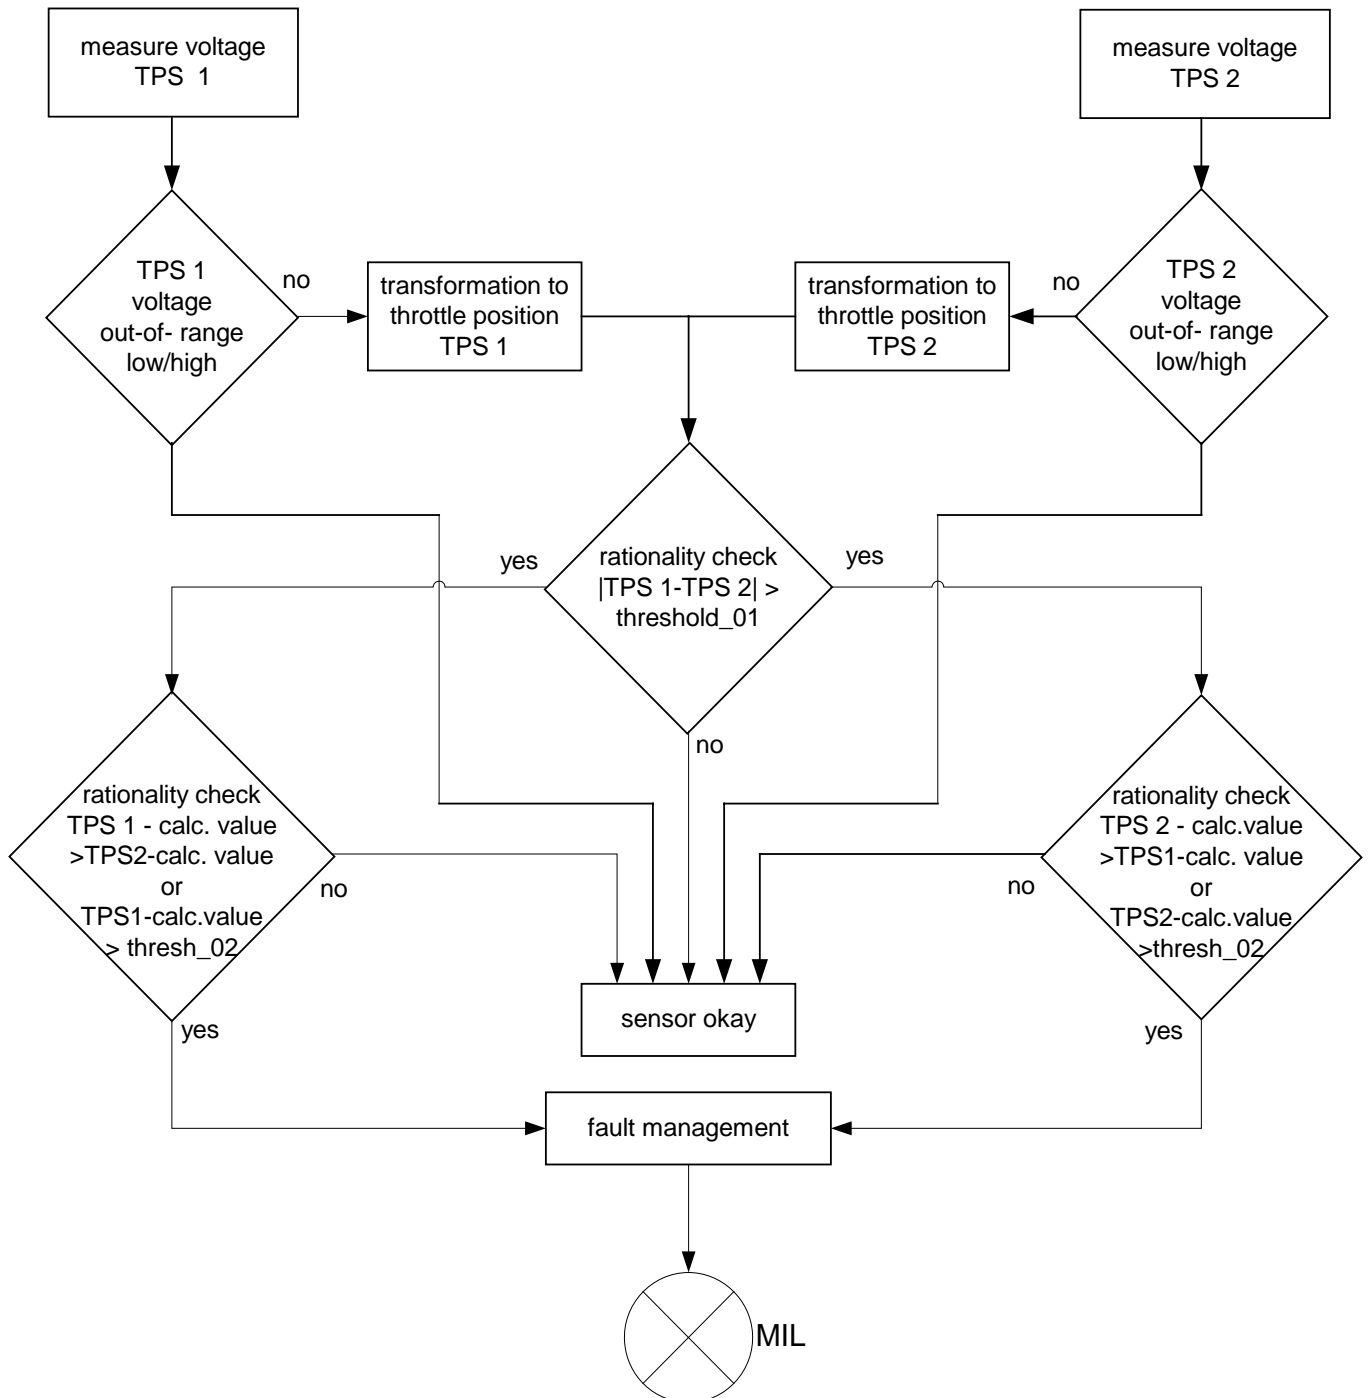 measure voltage
TPS 1
measure voltage
TPS 2
TPS 1
voltage
out-of- range
low/high
no
transformation to
throttle position
TPS 1
transformation to
throttle position
TPS 2
no
TPS 2
voltage
out-of- range
low/high
yes
rationality check
|TPS 1-TPS 2| >
threshold_01
yes
no
rationality check
TPS 1 - calc. value
>TPS2-calc. value
or
TPS1-calc.value
> thresh_02
no
yes
rationality check
TPS 2 - calc.value
>TPS1-calc. value
or
TPS2-calc.value
>thresh_02
no
yes
sensor okay
fault management
MIL